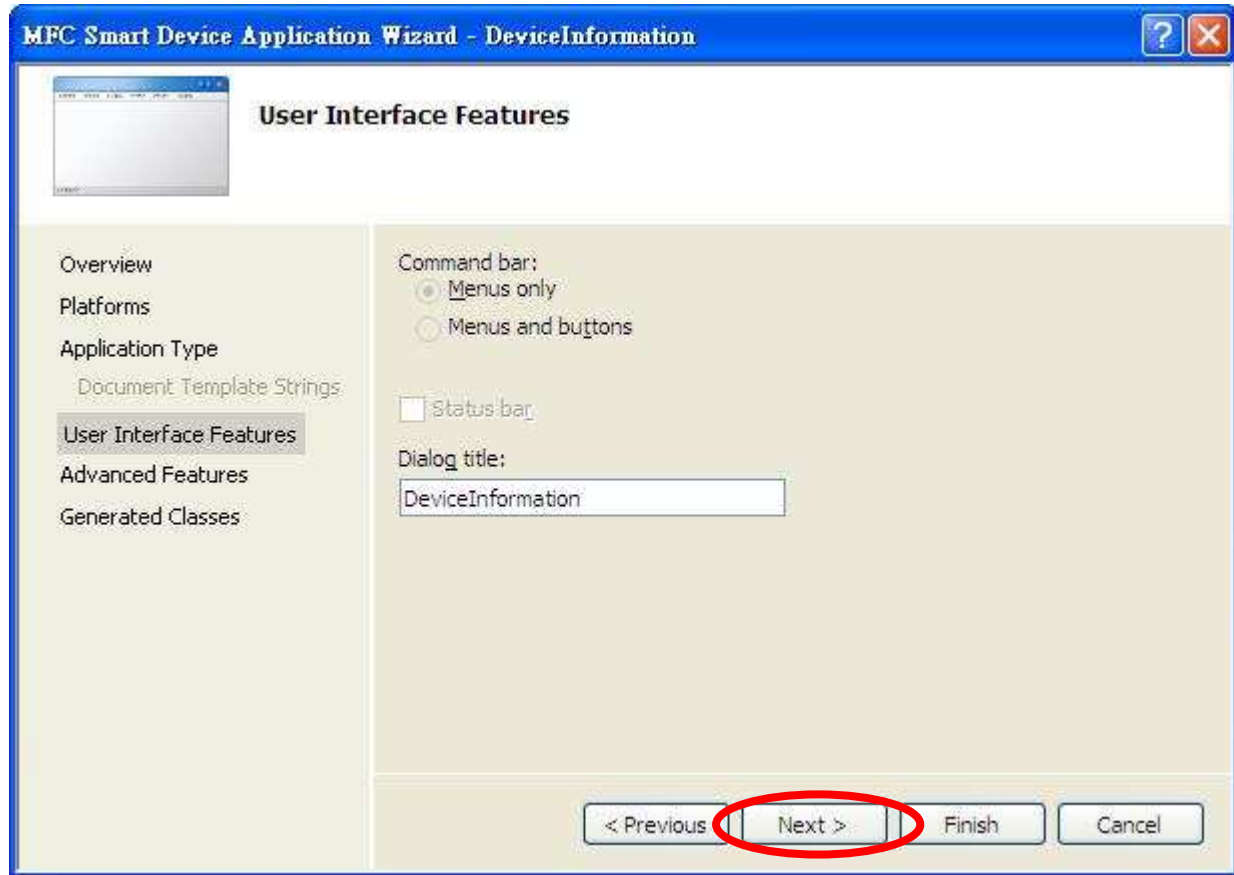 MFC Smart Device Application Wizard - DeviceInformation
User Interface Features
Overview
Platforms
Application Type
Document Template Strings
User Interface Features
Advanced Features
Generated Classes
Command bar:
Menus only
Menus and buttons
Status bar
Dialog title:
DeviceInformation
< Previous Next > Finish Cancel